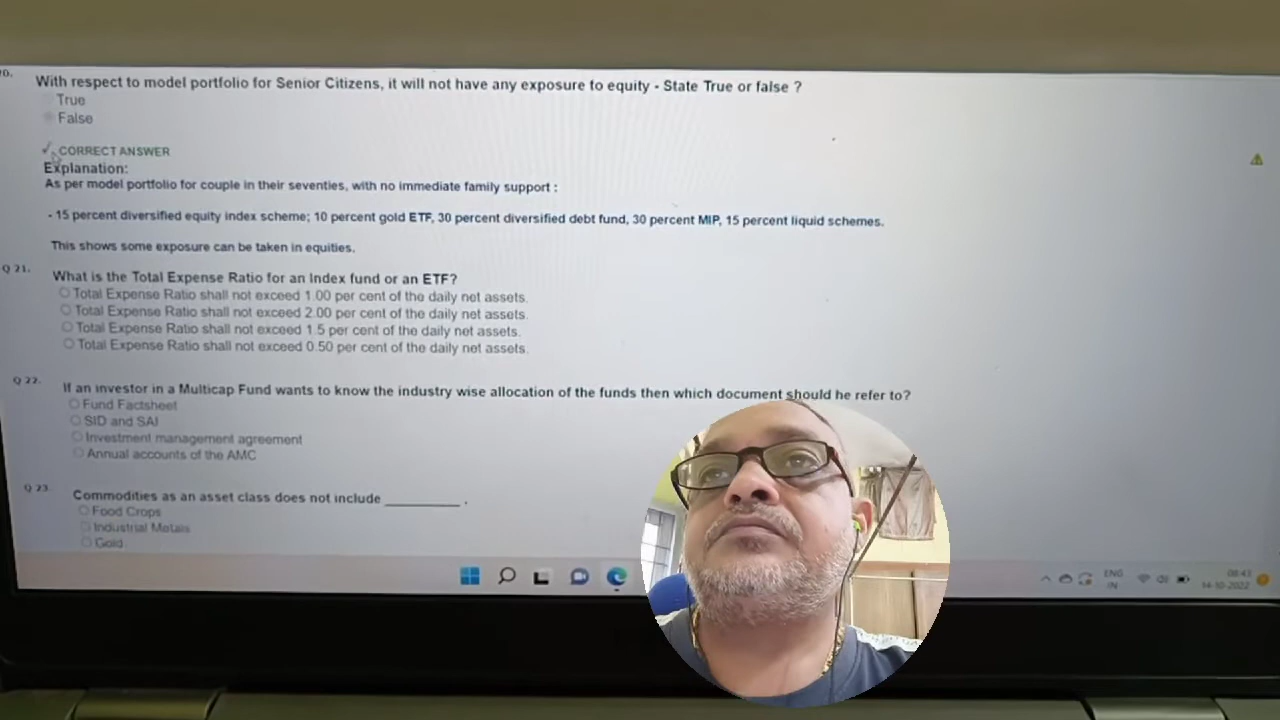 With respect to model portfolio for Senior Citizens, it will not have any exposure to equity - State True or false ?
True
False
CORRECT ANSWER
Explanation:
As per model portfolio for couple in their seventies, with no immediate family support :
- 15 percent diversified equity index scheme; 10 percent gold ETF, 30 percent diversified debt fund, 30 percent MIP, 15 percent liquid schemes.
This shows some exposure can be taken in equities.
Q 21.
What is the Total Expense Ratio for an Index fund or an ETF?
Total Expense Ratio shall not exceed 1.00 per cent of the daily net assets.
Total Expense Ratio shall not exceed 2.00 per cent of the daily net assets.
Total Expense Ratio shall not exceed 1.5 per cent of the daily net assets.
Total Expense Ratio shall not exceed 0.50 per cent of the daily net assets.
Q 22.
If an investor in a Multicap Fund wants to know the industry wise allocation of the funds then which document should he refer to?
Fund Factsheet
SID and SAI
Investment management agreement
Annual accounts of the AMC
Q 23.
Commodities as an asset class does not include _________ .
Food Crops
Industrial Metals
Gold
ENG
IN
08:43
14-10-2022